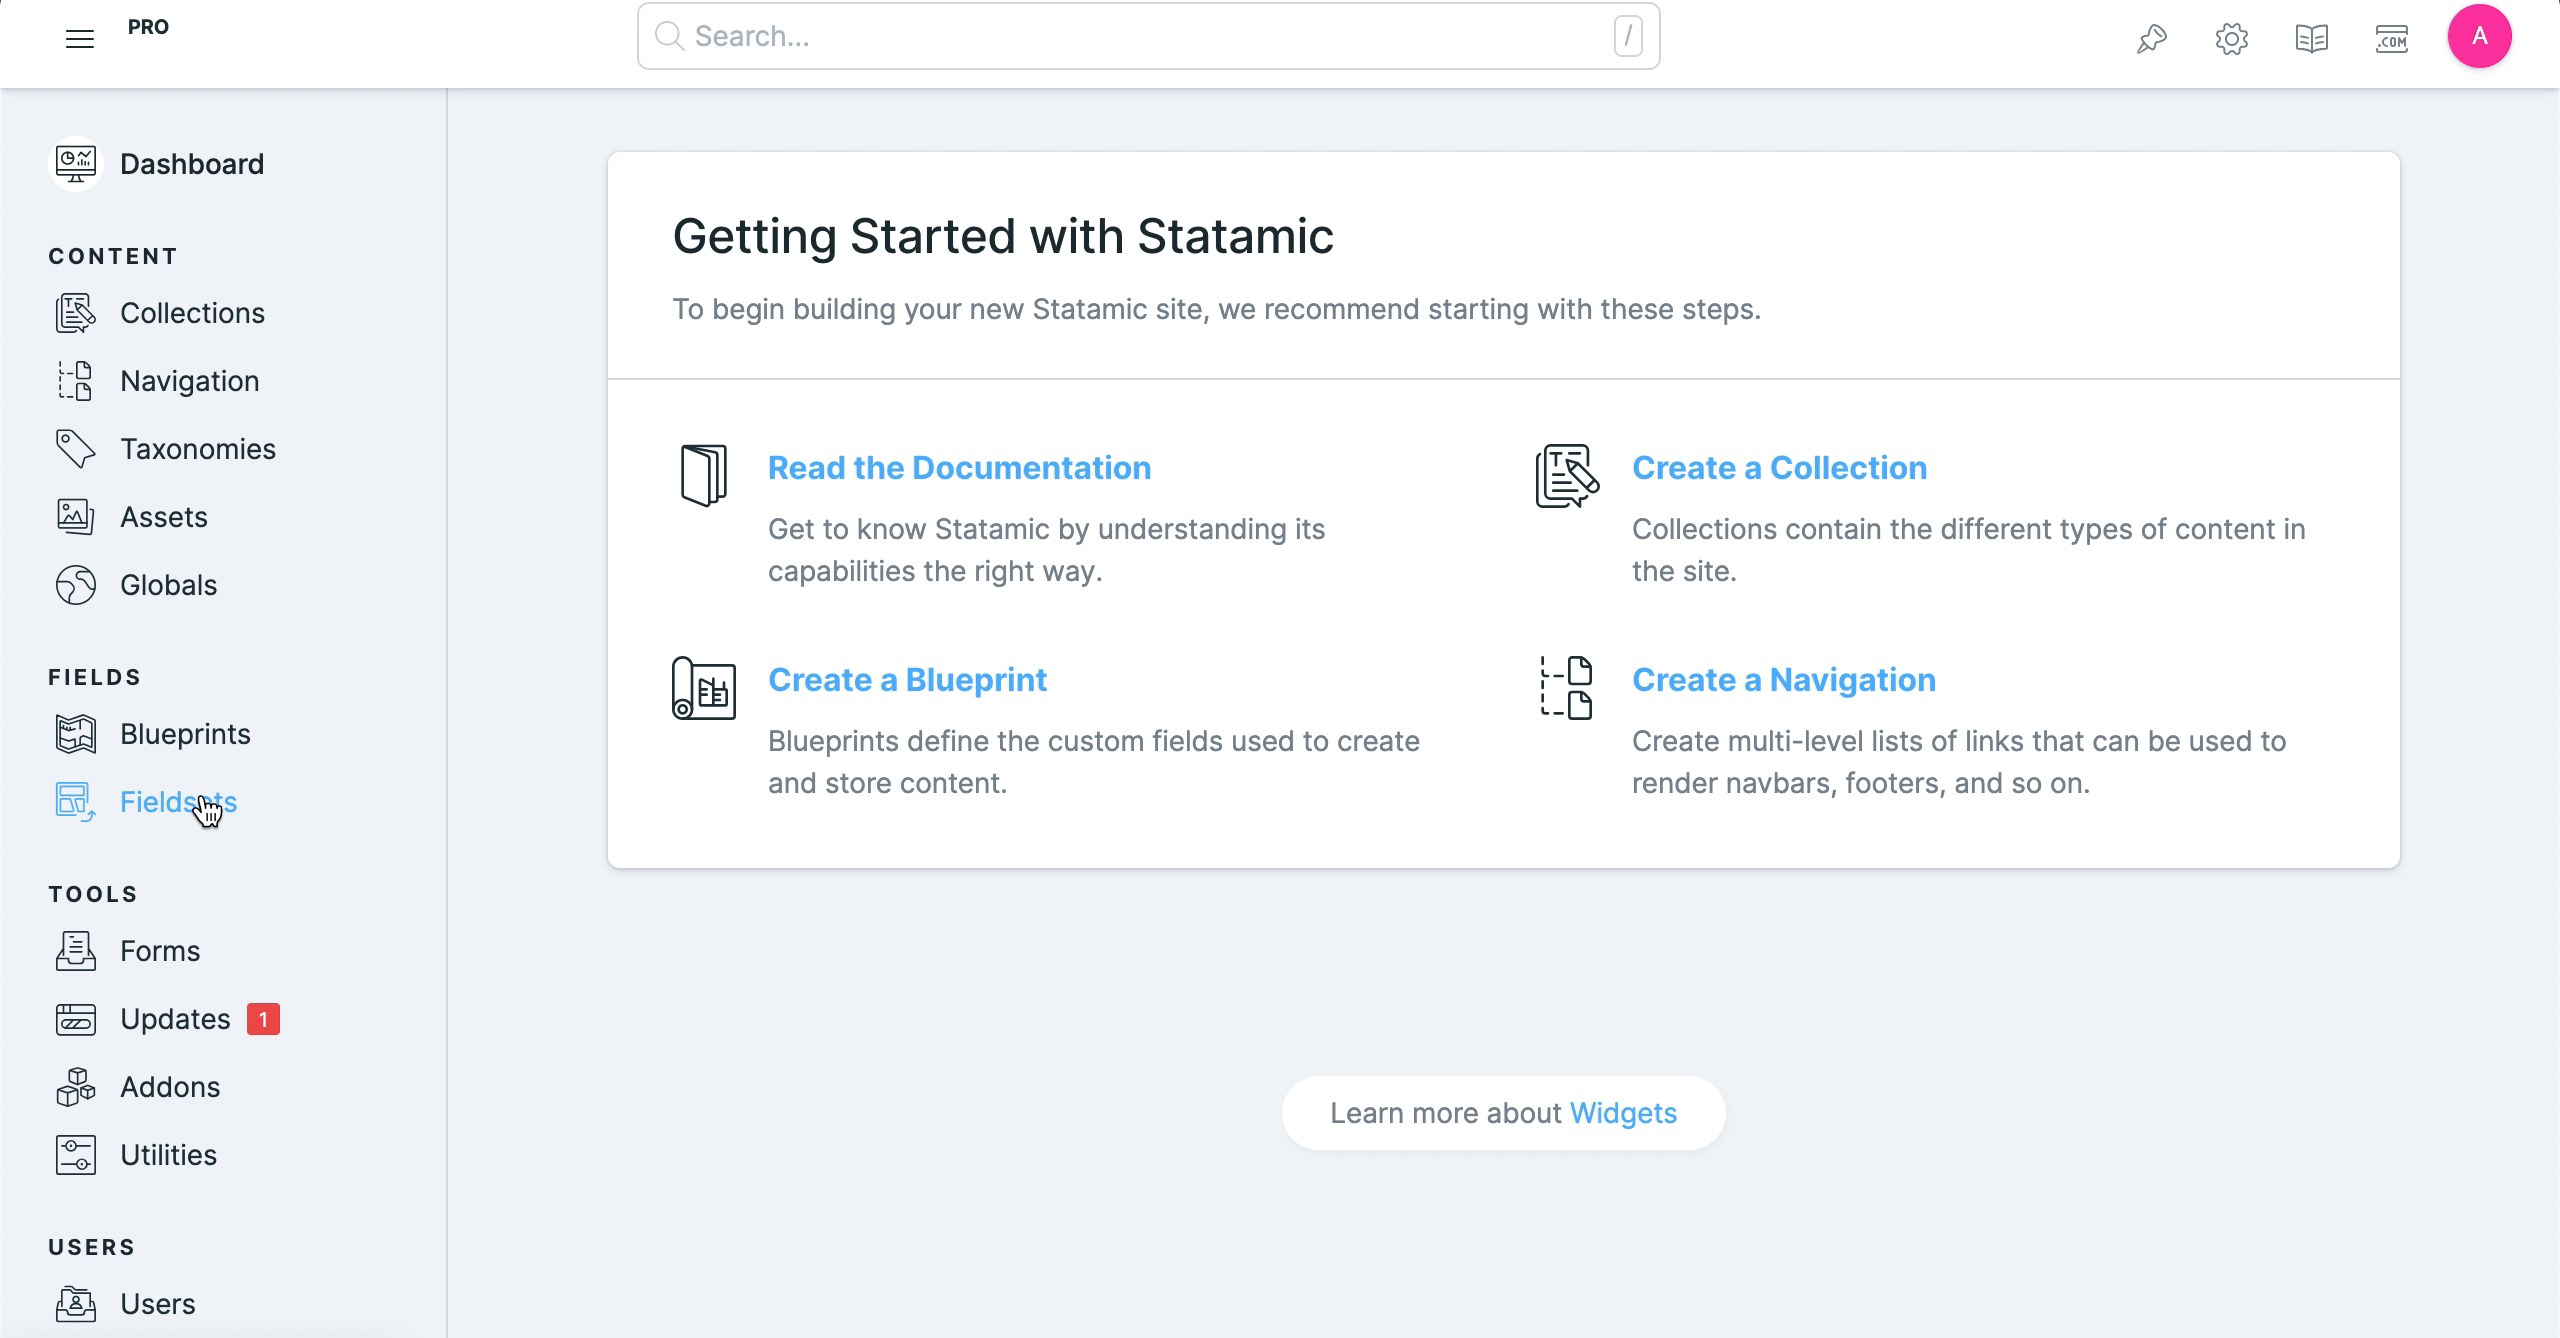 PRO
Search...
/
.COM
A
Dashboard
CONTENT
Collections
Navigation
Taxonomies
Assets
Globals
FIELDS
Blueprints
Fieldsets
TOOLS
Forms
Updates 1
Addons
Utilities
USERS
Users
Getting Started with Statamic
To begin building your new Statamic site, we recommend starting with these steps.
Read the Documentation
Get to know Statamic by understanding its
capabilities the right way.
Create a Collection
Collections contain the different types of content in
the site.
Create a Blueprint
Blueprints define the custom fields used to create
and store content.
Create a Navigation
Create multi-level lists of links that can be used to
render navbars, footers, and so on.
Learn more about Widgets